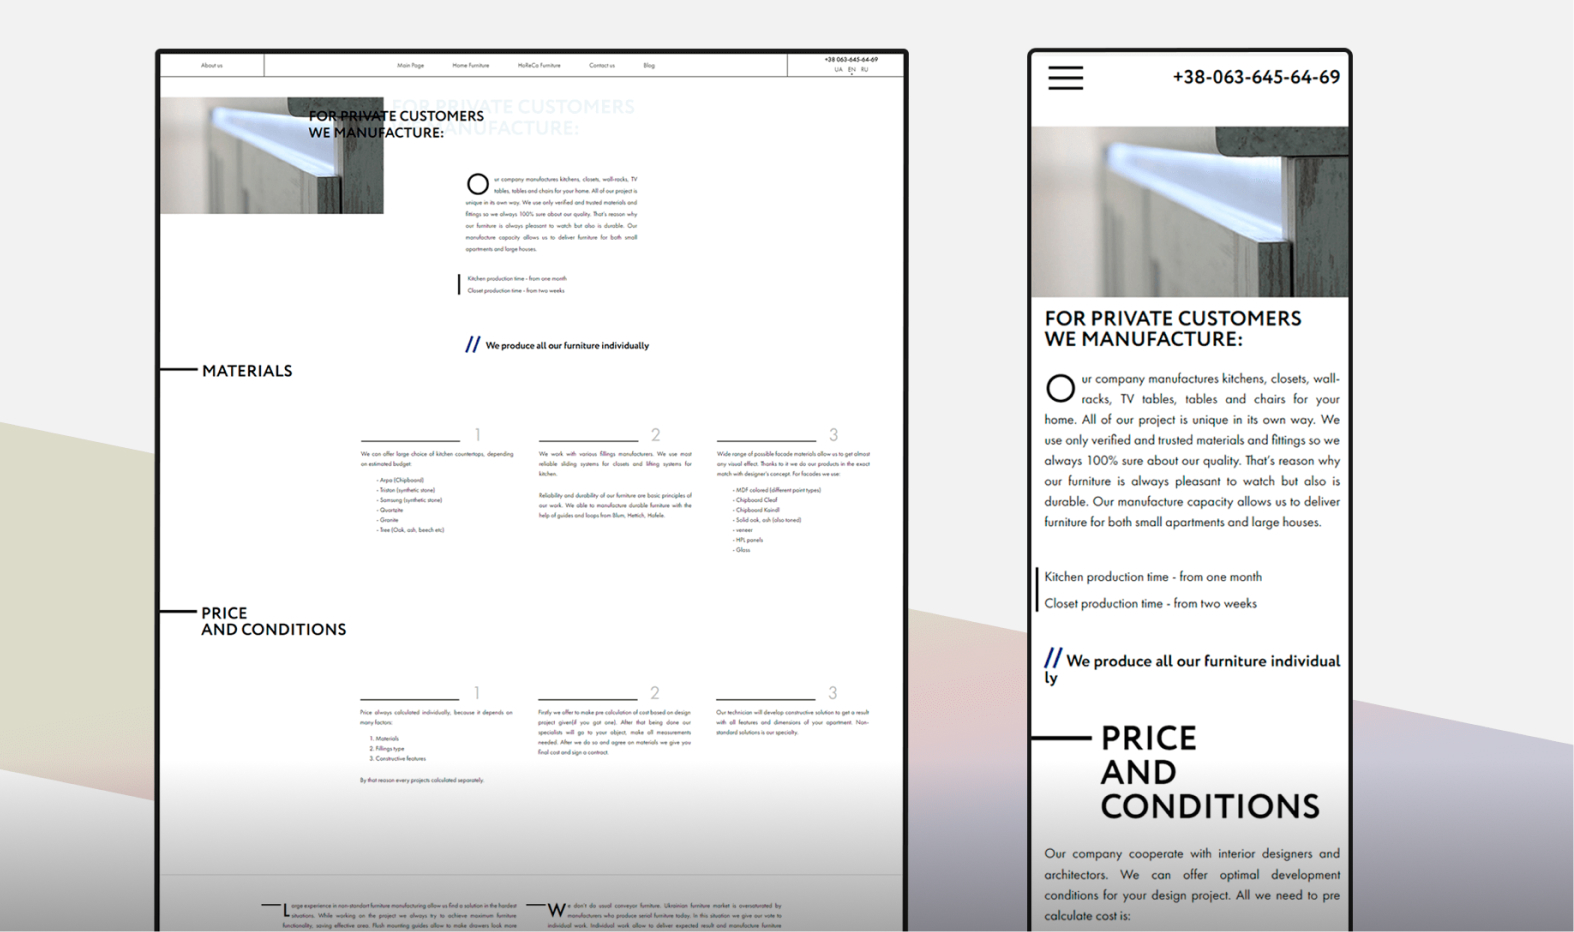 About us
Main Page
Home Furniture
HoReCa Furniture
Contact us
Blog
+38 063-645-64-69
UA EN RU
FOR PRIVATE CUSTOMERS
MANUFACTURE:
FOR PRIVATE CUSTOMERS
WE MANUFACTURE:
Our company manufactures kitchens, closets, wall-racks, TV
tables, tables and chairs for your home. All of our project is
unique in its own way. We use only verified and trusted materials and
fittings so we always 100% sure about our quality. That's reason why
our furniture is always pleasant to watch but also is durable. Our
manufacture capacity allows us to deliver furniture for both small
apartments and large houses.
Kitchen production time - from one month
Closet production time - from two weeks
// We produce all our furniture individually
MATERIALS
1
We can offer large choice of kitchen countertops, depending
on estimated budget:
- Arpa (Chipboard)
- Tristan (synthetic stone)
- Samsung (synthetic stone)
- Quartzite
- Granite
- Tree (Oak, ash, beech etc)
2
We work with various fillings manufacturers. We use most
reliable sliding systems for closets and lifting systems for
kitchen.
Reliability and durability of our furniture are basic principles of
our work. We able to manufacture durable furniture with the
help of guides and loops from Blum, Hettich, Hafele.
3
Wide range of possible facade materials allow us to get almost
any visual effect. Thanks to it we do our products in the exact
match with designer's concept. For facades we use:
- MDF colored (different paint types)
- Chipboard Cleaf
- Chipboard Kaindl
- Solid oak, ash (also toned)
- veneer
- HPL panels
- Glass
PRICE
AND CONDITIONS
1
Price always calculated individually, because it depends on
many factors:
1. Materials
2. Fillings type
3. Constructive features
By that reason every projects calculated separately.
2
Firstly we offer to make pre calculation of cost based on design
project given(if you got one). After that being done our
specialists will go to your object, make all measurements
needed. After we do so and agree on materials we give you
final cost and sign a contract.
3
Our technician will develop constructive solution to get a result
with all features and dimensions of your apartment. Non-
standard solutions is our specialty.
Large experience in non-standart furniture manufacturing allow us find a solution in the hardest
situations. While working on the project we always try to achieve maximum furniture
functionality, saving effective area. Flush mounting guides allow to make drawers look more
We don't do usual conveyor furniture. Ukrainian furniture market is oversaturated by
manufacturers who produce serial furniture today. In this situation we give our vote to
individual work. Individual work allow to deliver expected result and manufacture furniture
+38-063-645-64-69
FOR PRIVATE CUSTOMERS
WE MANUFACTURE:
Our company manufactures kitchens, closets, wall-
racks, TV tables, tables and chairs for your
home. All of our project is unique in its own way. We
use only verified and trusted materials and fittings so we
always 100% sure about our quality. That's reason why
our furniture is always pleasant to watch but also is
durable. Our manufacture capacity allows us to deliver
furniture for both small apartments and large houses.
Kitchen production time - from one month
Closet production time - from two weeks
// We produce all our furniture individual
ly
PRICE
AND
CONDITIONS
Our company cooperate with interior designers and
architectors. We can offer optimal development
conditions for your design project. All we need to pre
calculate cost is: